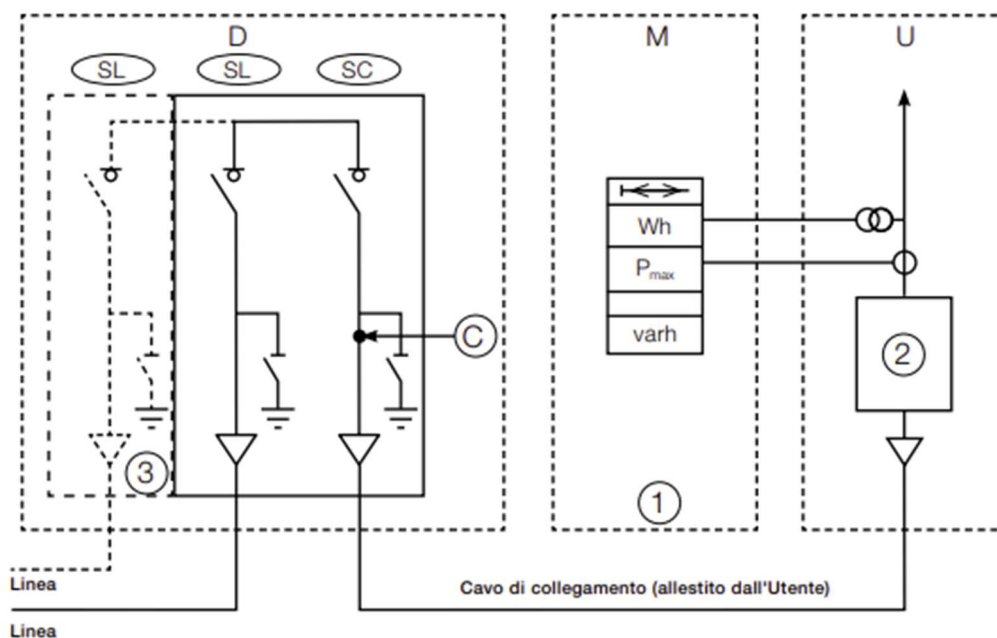 D
M
U
SL
SL
SC
Wh
Pmax
varh
C
2
3
1
Linea
Cavo di collegamento (allestito dall'Utente)
Linea